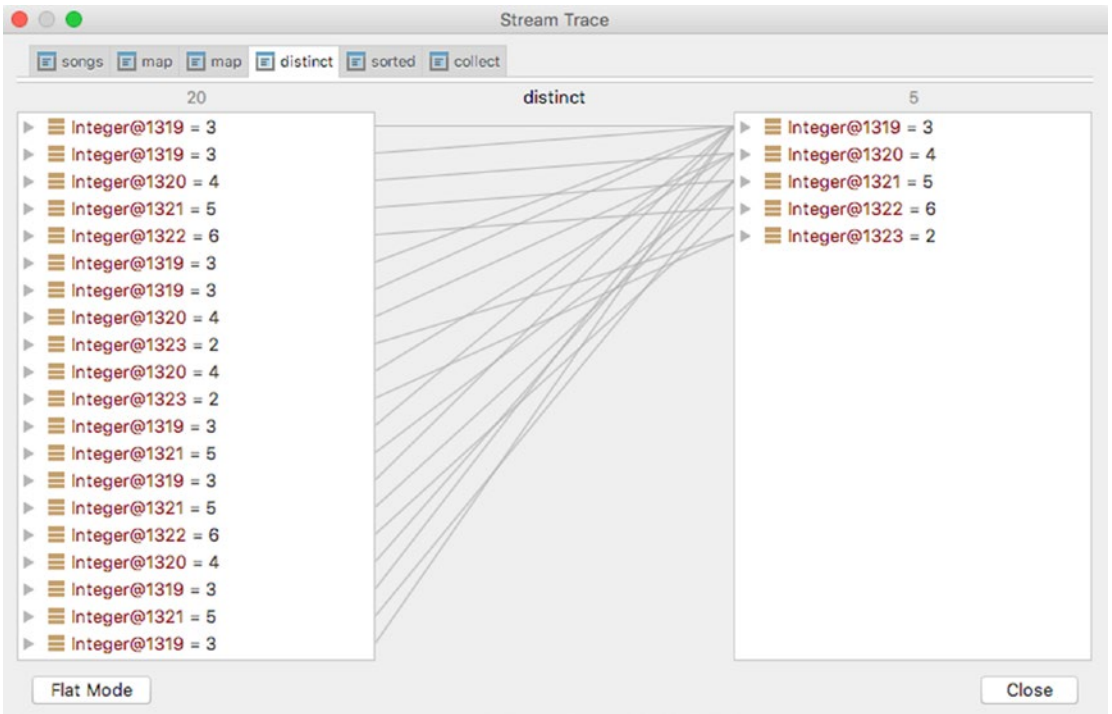 Stream Trace
songs map map distinct sorted collect
20 distinct 5
Integer@1319 = 3 Integer@1319 = 3
Integer@1319 = 3 Integer@1320 = 4
Integer@1320 = 4 Integer@1321 = 5
Integer@1321 = 5 Integer@1322 = 6
Integer@1322 = 6 Integer@1323 = 2
Integer@1319 = 3
Integer@1319 = 3
Integer@1320 = 4
Integer@1323 = 2
Integer@1320 = 4
Integer@1323 = 2
Integer@1319 = 3
Integer@1321 = 5
Integer@1319 = 3
Integer@1321 = 5
Integer@1322 = 6
Integer@1320 = 4
Integer@1319 = 3
Integer@1321 = 5
Integer@1319 = 3
Flat Mode Close